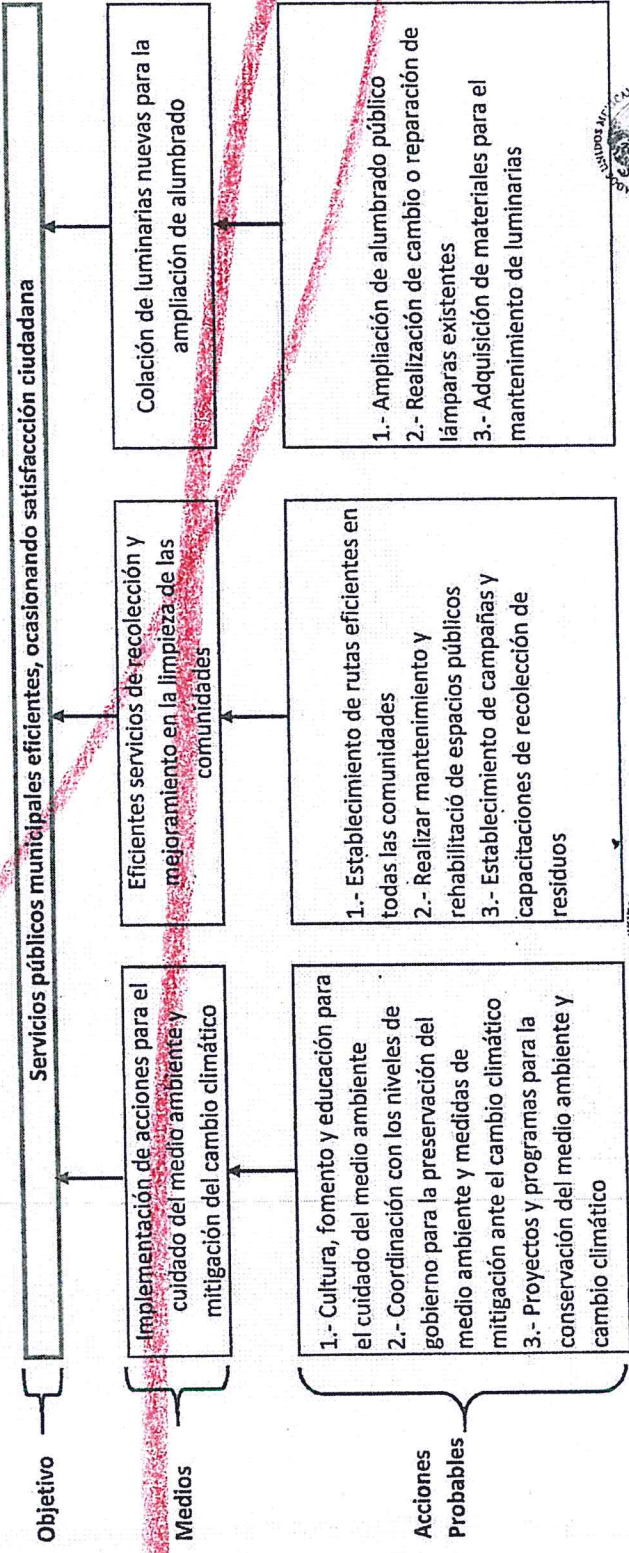 Objetivo
Servicios públicos municipales eficientes, ocasionando satisfaccción ciudadana
Medios
Implementación de acciones para el
cuidado del medio ambiente y
mitigación del cambio climático
Eficientes servicios de recolección y
mejoramiento en la limpieza de las
comunidades
Colación de luminarias nuevas para la
ampliación de alumbrado
Acciones
Probables
1.- Cultura, fomento y educación para
el cuidado del medio ambiente
2.- Coordinación con los niveles de
gobierno para la preservación del
medio ambiente y medidas de
mitigación ante el cambio climático
3.- Proyectos y programas para la
conservación del medio ambiente y
cambio climático
1.- Establecimiento de rutas eficientes en
todas las comunidades
2.- Realizar mantenimiento y
rehabilitació de espacios públicos
3.- Establecimiento de campañas y
capacitaciones de recolección de
residuos
1.- Ampliación de alumbrado público
2.- Realización de cambio o reparación de
lámparas existentes
3.- Adquisición de materiales para el
mantenimiento de luminarias
UNIDOS